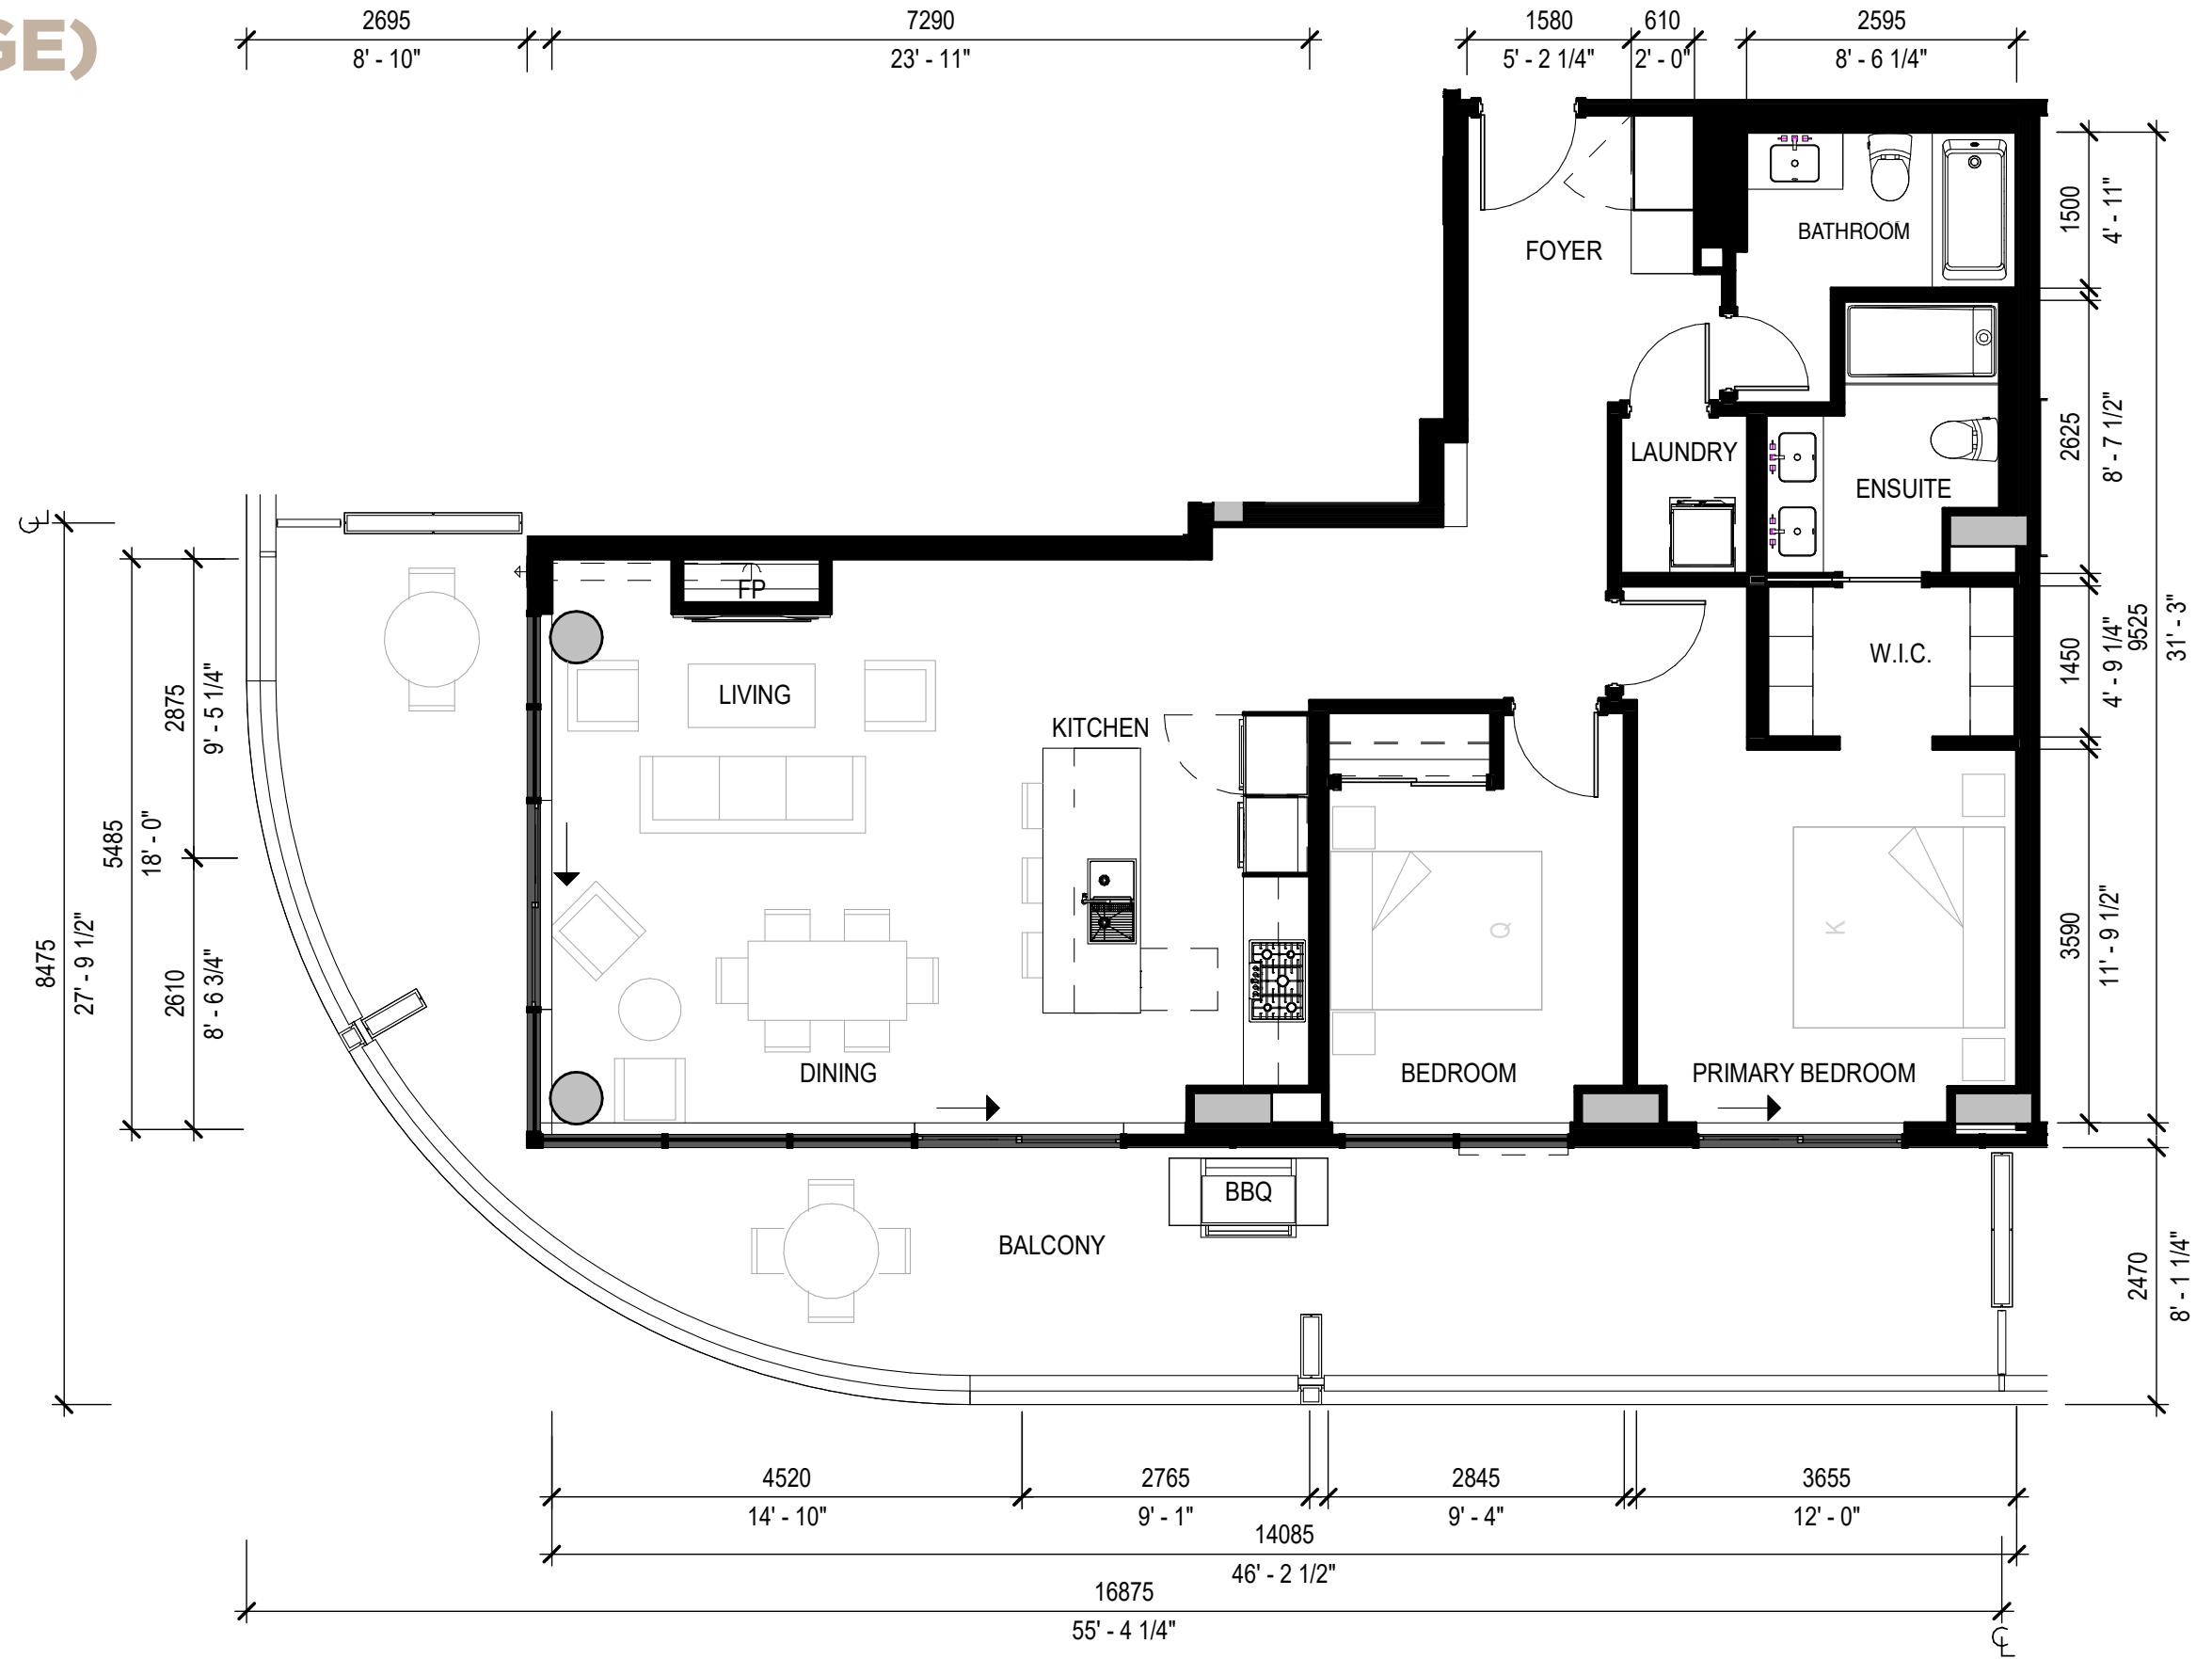 GE)
2695
8' - 10"
7290
23' - 11"
1580
5' - 2 1/4"
610
2' - 0"
2595
8' - 6 1/4"
BATHROOM
FOYER
1500
4' - 11"
LAUNDRY
ENSUITE
2625
8' - 7 1/2"
FP
LIVING
KITCHEN
W.I.C.
1450
4' - 9 1/4"
9525
31' - 3"
2875
9' - 5 1/4"
5485
18' - 0"
8475
27' - 9 1/2"
2610
8' - 6 3/4"
Q
K
3590
11' - 9 1/2"
DINING
BEDROOM
PRIMARY BEDROOM
BBQ
BALCONY
2470
8' - 1 1/4"
4520
14' - 10"
2765
9' - 1"
2845
9' - 4"
3655
12' - 0"
14085
46' - 2 1/2"
16875
55' - 4 1/4"